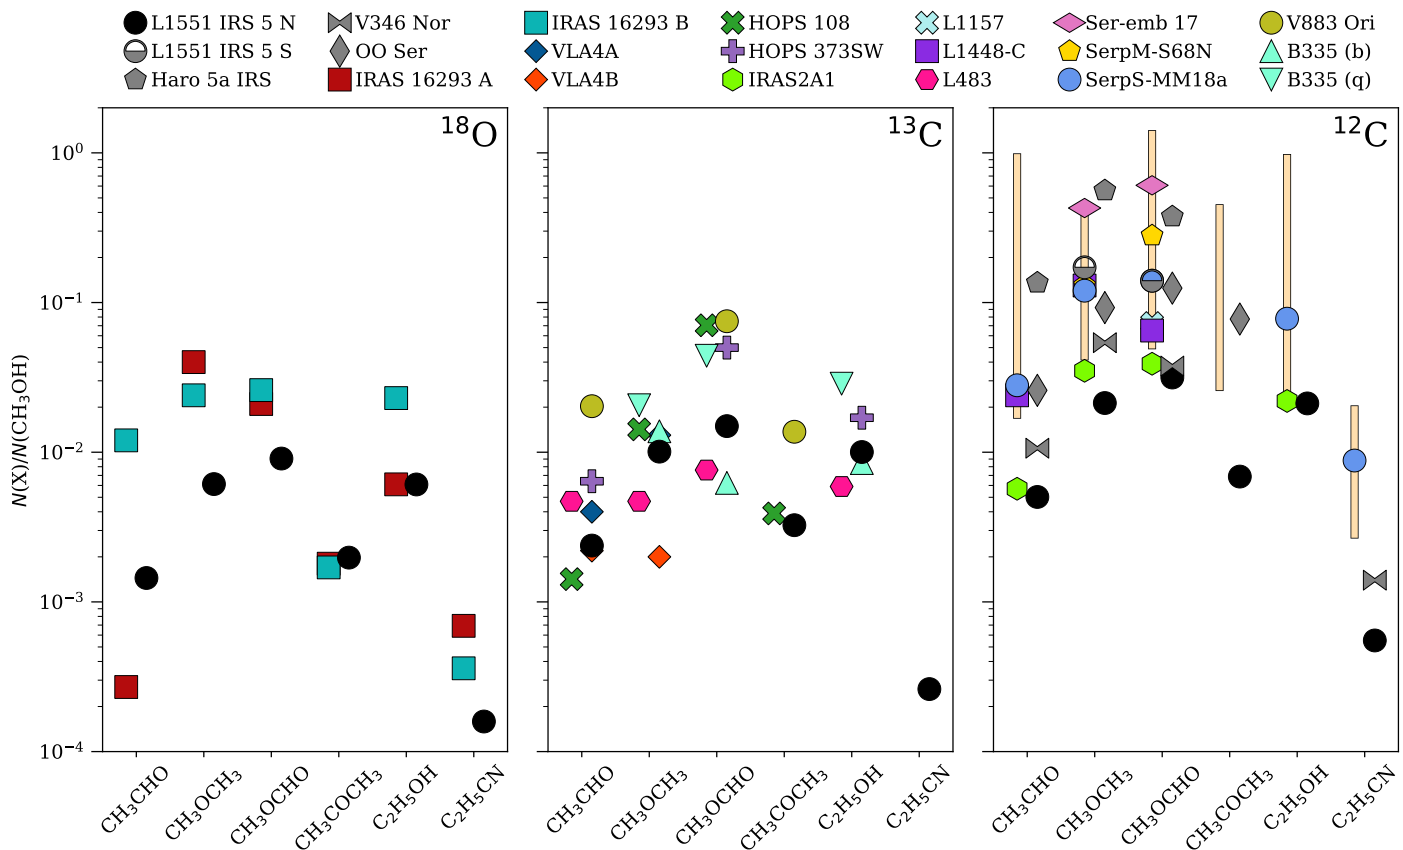 L1551 IRS 5 N V346 Nor IRAS 16293 B HOPS 108 L1157 Ser-emb 17 V883 Ori
L1551 IRS 5 S OO Ser VLA4A HOPS 373SW L1448-C SerpM-S68N B335 (b)
Haro 5a IRS IRAS 16293 A VLA4B IRAS2A1 L483 SerpS-MM18a B335 (q)
¹⁸O ¹³C ¹²C
10⁰
10⁻¹
10⁻²
10⁻³
10⁻⁴
N(X)/N(CH₃OH)
CH₃CHO CH₃OCH₃ CH₃OCHO CH₃COCH₃ C₂H₅OH C₂H₅CN
CH₃CHO CH₃OCH₃ CH₃OCHO CH₃COCH₃ C₂H₅OH C₂H₅CN
CH₃CHO CH₃OCH₃ CH₃OCHO CH₃COCH₃ C₂H₅OH C₂H₅CN